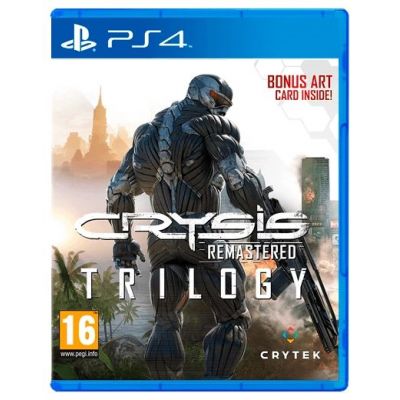 PS4
BONUS ART
CARD INSIDE!
CRYSIS
REMASTERED
TRILOGY
16
www.pegi.info
CRYTEK